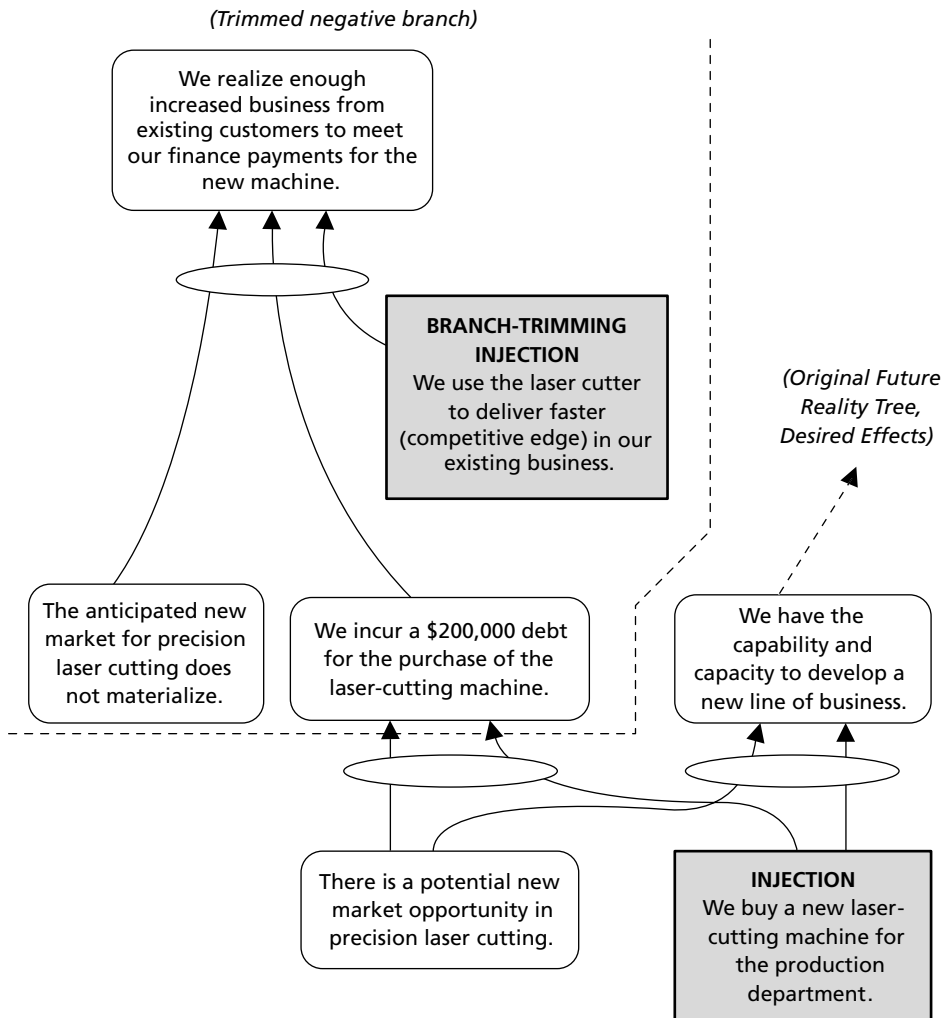 (Trimmed negative branch)
We realize enough
increased business from
existing customers to meet
our finance payments for the
new machine.
BRANCH-TRIMMING
INJECTION
We use the laser cutter
to deliver faster
(competitive edge) in our
existing business.
(Original Future
Reality Tree,
Desired Effects)
The anticipated new
market for precision
laser cutting does
not materialize.
We incur a $200,000 debt
for the purchase of the
laser-cutting machine.
We have the
capability and
capacity to develop a
new line of business.
There is a potential new
market opportunity in
precision laser cutting.
INJECTION
We buy a new laser-
cutting machine for
the production
department.